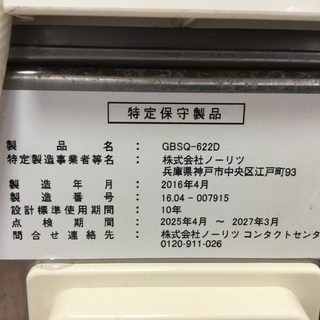 特定保守製品
製品名 : GBSQ-622D
特定製造事業者等名 : 株式会社ノーリツ
兵庫県神戸市中央区江戸町93
製造年月 : 2016年4月
製造番号 : 16.04-007915
設計標準使用期間 : 10年
点検期間 : 2025年4月 ～ 2027年3月
問合せ連絡先 : 株式会社ノーリツ コンタクトセンタ
0120-911-026